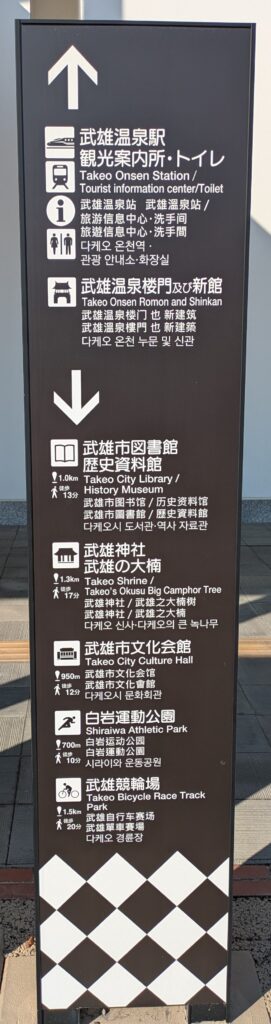 武雄温泉駅
観光案内所・トイレ
Takeo Onsen Station /
Tourist information center/Toilet
武雄温泉站 武雄溫泉站 /
旅游信息中心・洗手间
旅遊信息中心・洗手間
다케오 온천역・
관광 안내소・화장실
武雄温泉楼門及び新館
Takeo Onsen Romon and Shinkan
武雄温泉楼门 也 新建筑
武雄溫泉樓門 也 新建築
다케오 온천 누문 및 신관
武雄市図書館
歴史資料館
1.0km
徒歩
13分
Takeo City Library /
History Museum
武雄市图书馆 / 历史资料馆
武雄市圖書館 / 歷史資料館
다케오시 도서관・역사 자료관
武雄神社
武雄の大楠
1.3km
徒歩
17分
Takeo Shrine /
Takeo's Okusu Big Camphor Tree
武雄神社 / 武雄之大楠树
武雄神社 / 武雄之大楠
다케오 신사・다케오의 큰 녹나무
武雄市文化会館
950m
徒歩
12分
Takeo City Culture Hall
武雄市文化会馆
武雄市文化會館
다케오시 문화회관
白岩運動公園
700m
徒歩
10分
Shiraiwa Athletic Park
白岩运动公园
白岩運動公園
시라이와 운동공원
武雄競輪場
1.5km
徒歩
20分
Takeo Bicycle Race Track
Park
武雄自行车赛场
武雄單車賽場
다케오 경륜장